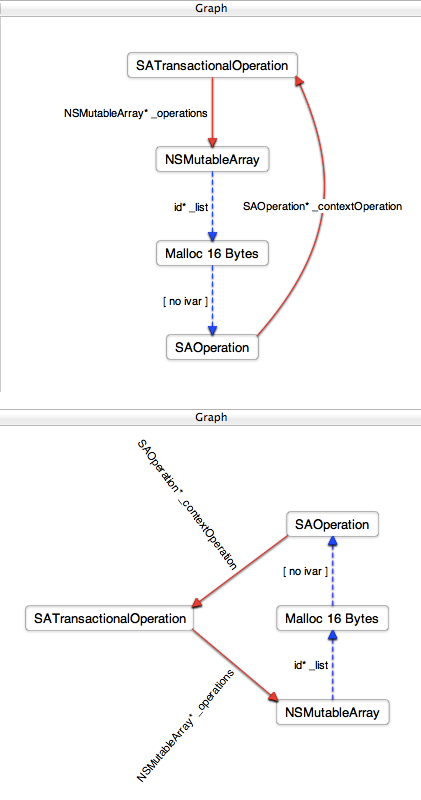 Graph
SATransactionalOperation
NSMutableArray* _operations
NSMutableArray
id* _list
SAOperation* _contextOperation
Malloc 16 Bytes
[ no ivar ]
SAOperation
Graph
SAOperation* _contextOperation
SAOperation
[ no ivar ]
SATransactionalOperation
Malloc 16 Bytes
id* _list
NSMutableArray* _operations
NSMutableArray